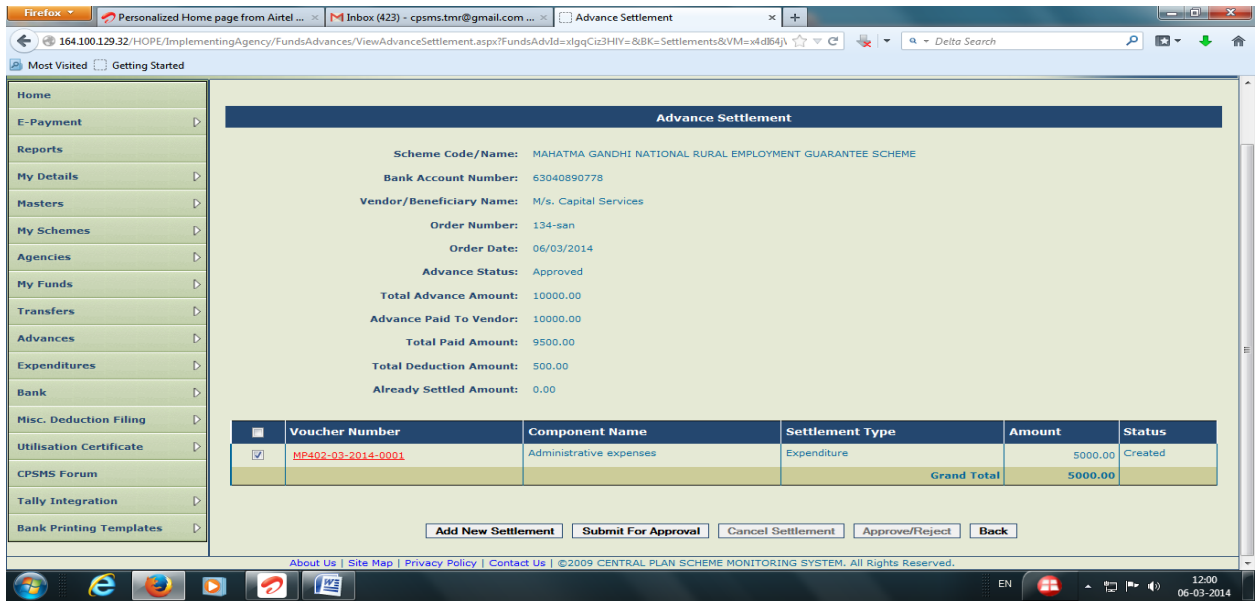 Firefox
Personalized Home page from Airtel ...
Inbox (423) - cpsms.tmr@gmail.com ...
Advance Settlement
164.100.129.32/HOPE/ImplementingAgency/FundsAdvances/ViewAdvanceSettlement.aspx?FundsAdvId=xIgqCiz3HIY=&BK=Settlements&VM=x4dl64j\
Delta Search
Most Visited
Getting Started
Home
E-Payment
Reports
My Details
Masters
My Schemes
Agencies
My Funds
Transfers
Advances
Expenditures
Bank
Misc. Deduction Filing
Utilisation Certificate
CPSMS Forum
Tally Integration
Bank Printing Templates
Advance Settlement
Scheme Code/Name: MAHATMA GANDHI NATIONAL RURAL EMPLOYMENT GUARANTEE SCHEME
Bank Account Number: 63040890778
Vendor/Beneficiary Name: M/s. Capital Services
Order Number: 134-san
Order Date: 06/03/2014
Advance Status: Approved
Total Advance Amount: 10000.00
Advance Paid To Vendor: 10000.00
Total Paid Amount: 9500.00
Total Deduction Amount: 500.00
Already Settled Amount: 0.00
Voucher Number Component Name Settlement Type Amount Status
MP402-03-2014-0001 Administrative expenses Expenditure 5000.00 Created
Grand Total 5000.00
Add New Settlement Submit For Approval Cancel Settlement Approve/Reject Back
About Us | Site Map | Privacy Policy | Contact Us | ©2009 CENTRAL PLAN SCHEME MONITORING SYSTEM. All Rights Reserved.
EN
12:00
06-03-2014